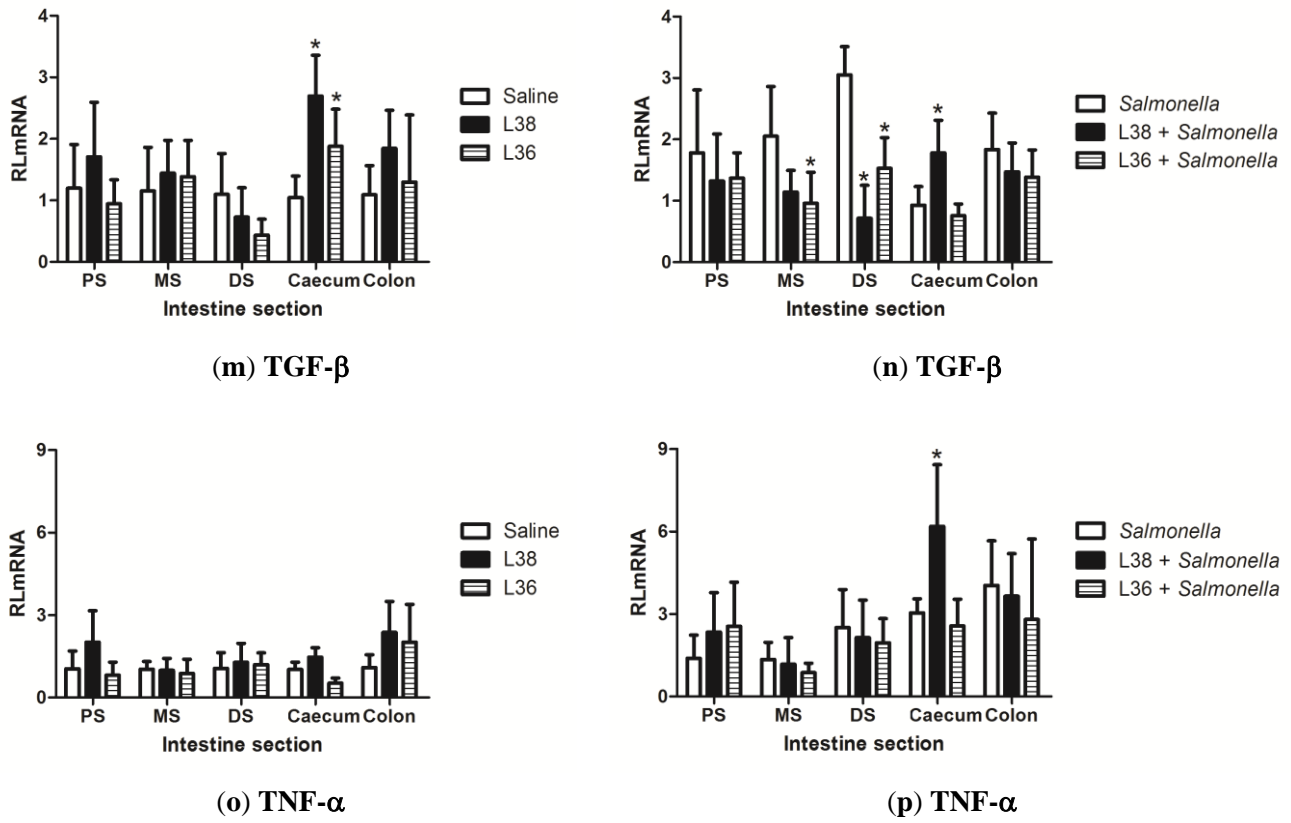 4
3
2
1
0
RLmRNA
*
*
PS MS DS Caecum Colon
Intestine section
Saline
L38
L36
(m) TGF-β
4
3
2
1
0
RLmRNA
*
*
*
*
PS MS DS Caecum Colon
Intestine section
Salmonella
L38 + Salmonella
L36 + Salmonella
(n) TGF-β
9
6
3
0
RLmRNA
PS MS DS Caecum Colon
Intestine section
Saline
L38
L36
(o) TNF-α
9
6
3
0
RLmRNA
*
PS MS DS Caecum Colon
Intestine section
Salmonella
L38 + Salmonella
L36 + Salmonella
(p) TNF-α